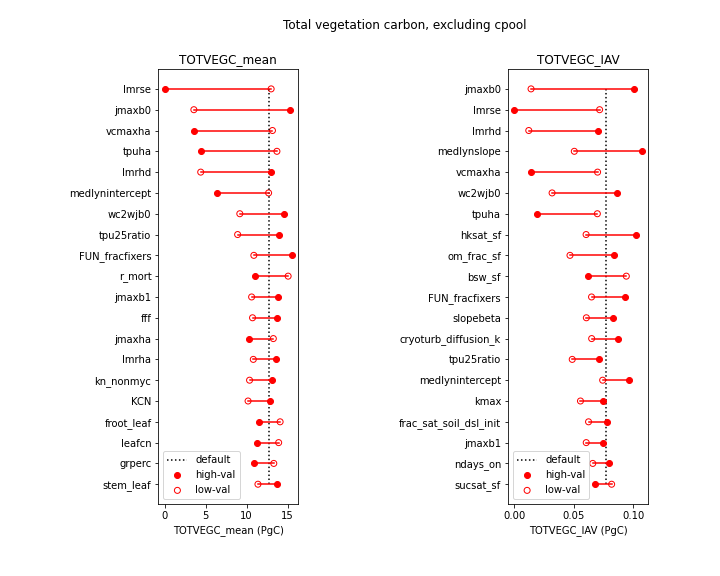 Total vegetation carbon, excluding cpool
TOTVEGC_mean
lmrse
jmaxb0
vcmaxha
tpuha
lmrhd
medlynintercept
wc2wjb0
tpu25ratio
FUN_fracfixers
r_mort
jmaxb1
fff
jmaxha
lmrha
kn_nonmyc
KCN
froot_leaf
leafcn
grperc
stem_leaf
default
high-val
low-val
0 5 10 15
TOTVEGC_mean (PgC)
TOTVEGC_IAV
jmaxb0
lmrse
lmrhd
medlynslope
vcmaxha
wc2wjb0
tpuha
hksat_sf
om_frac_sf
bsw_sf
FUN_fracfixers
slopebeta
cryoturb_diffusion_k
tpu25ratio
medlynintercept
kmax
frac_sat_soil_dsl_init
jmaxb1
ndays_on
sucsat_sf
default
high-val
low-val
0.00 0.05 0.10
TOTVEGC_IAV (PgC)